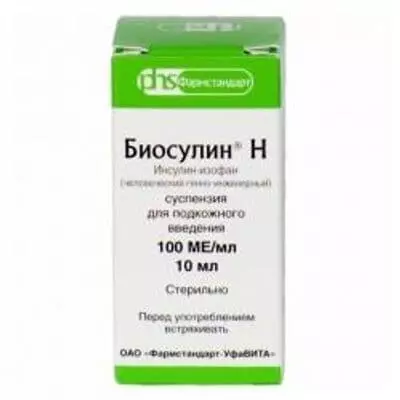 phs Фармстандарт
Биосулин® Н
Инсулин-изофан
(человеческий генно-инженерный)
суспензия
для подкожного
введения
100 МЕ/мл
10 мл
Стерильно
Перед употреблением
встряхивать
ОАО «Фармстандарт-УфаВИТА»